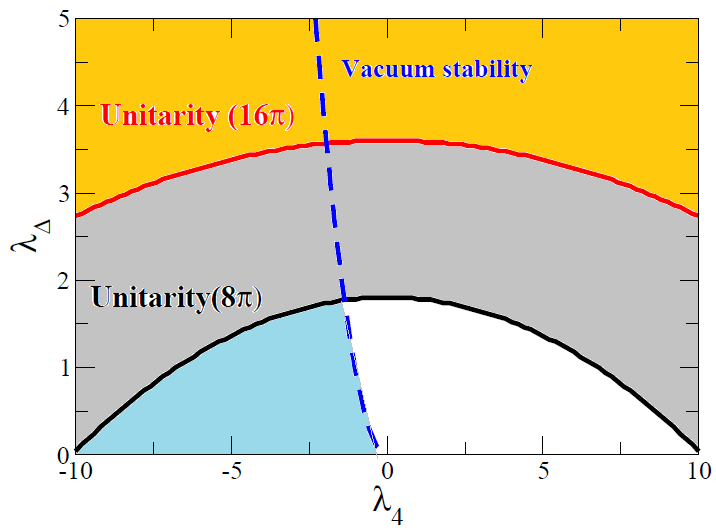 5
Vacuum stability
4
Unitarity (16π)
3
λΔ
2
Unitarity(8π)
1
0
-10 -5 0 5 10
λ4